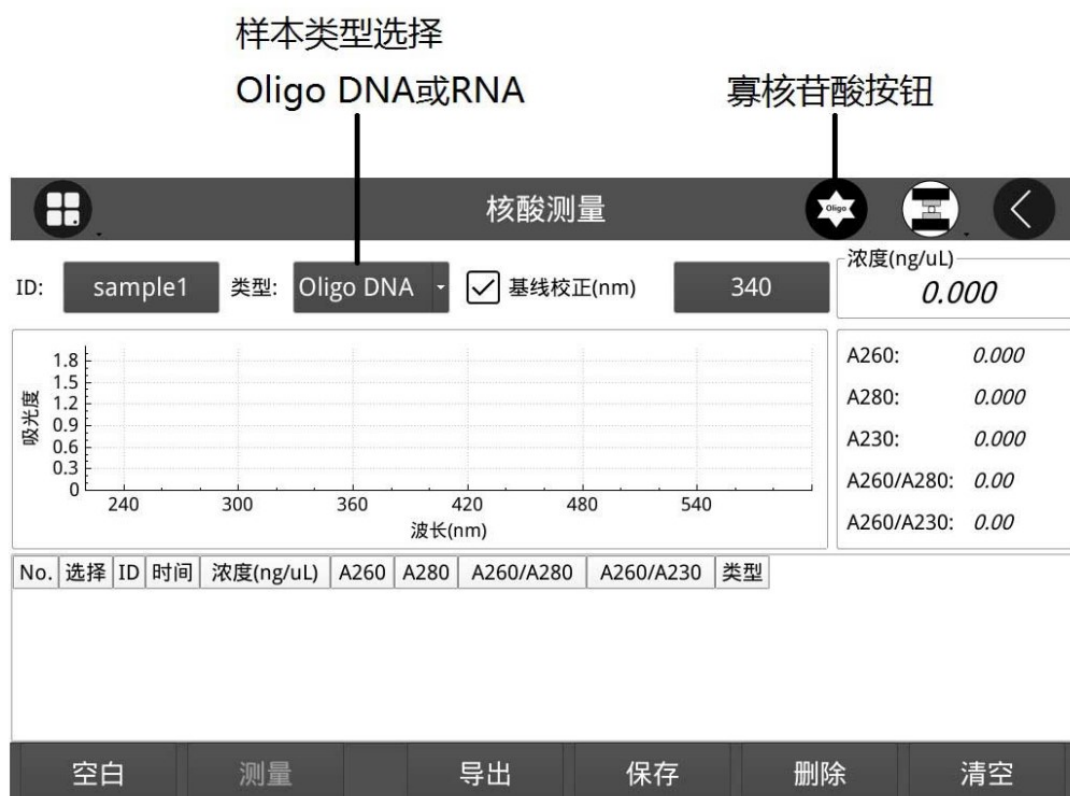 样本类型选择
Oligo DNA或RNA
寡核苷酸按钮
核酸测量
Oligo
ID:
sample1
类型:
Oligo DNA
基线校正(nm)
340
浓度(ng/uL)
0.000
1.8
1.5
1.2
0.9
0.6
0.3
0
吸光度
240
300
360
420
480
540
波长(nm)
A260: 0.000
A280: 0.000
A230: 0.000
A260/A280: 0.00
A260/A230: 0.00
No. 选择 ID 时间 浓度(ng/uL) A260 A280 A260/A280 A260/A230 类型
空白 测量 导出 保存 删除 清空